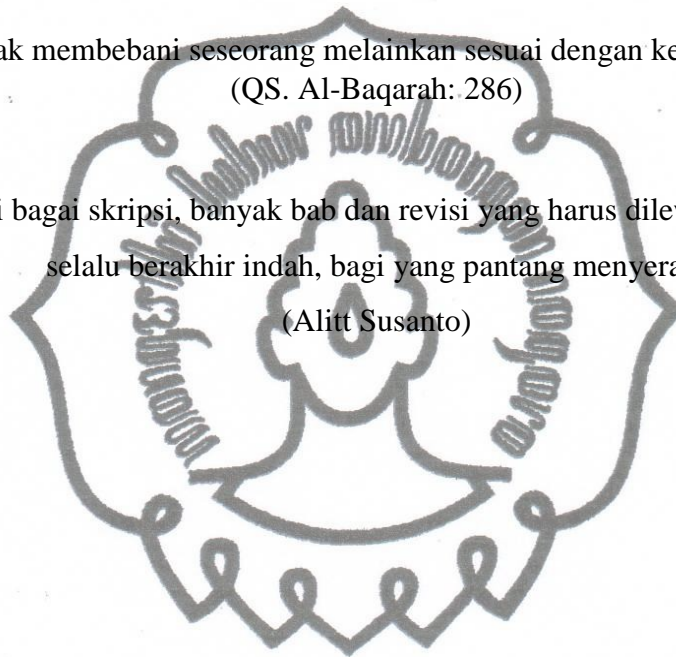 ak membebani seseorang melainkan sesuai dengan ke
(QS. Al-Baqarah: 286)
i bagai skripsi, banyak bab dan revisi yang harus dilew
selalu berakhir indah, bagi yang pantang menyera
(Alitt Susanto)